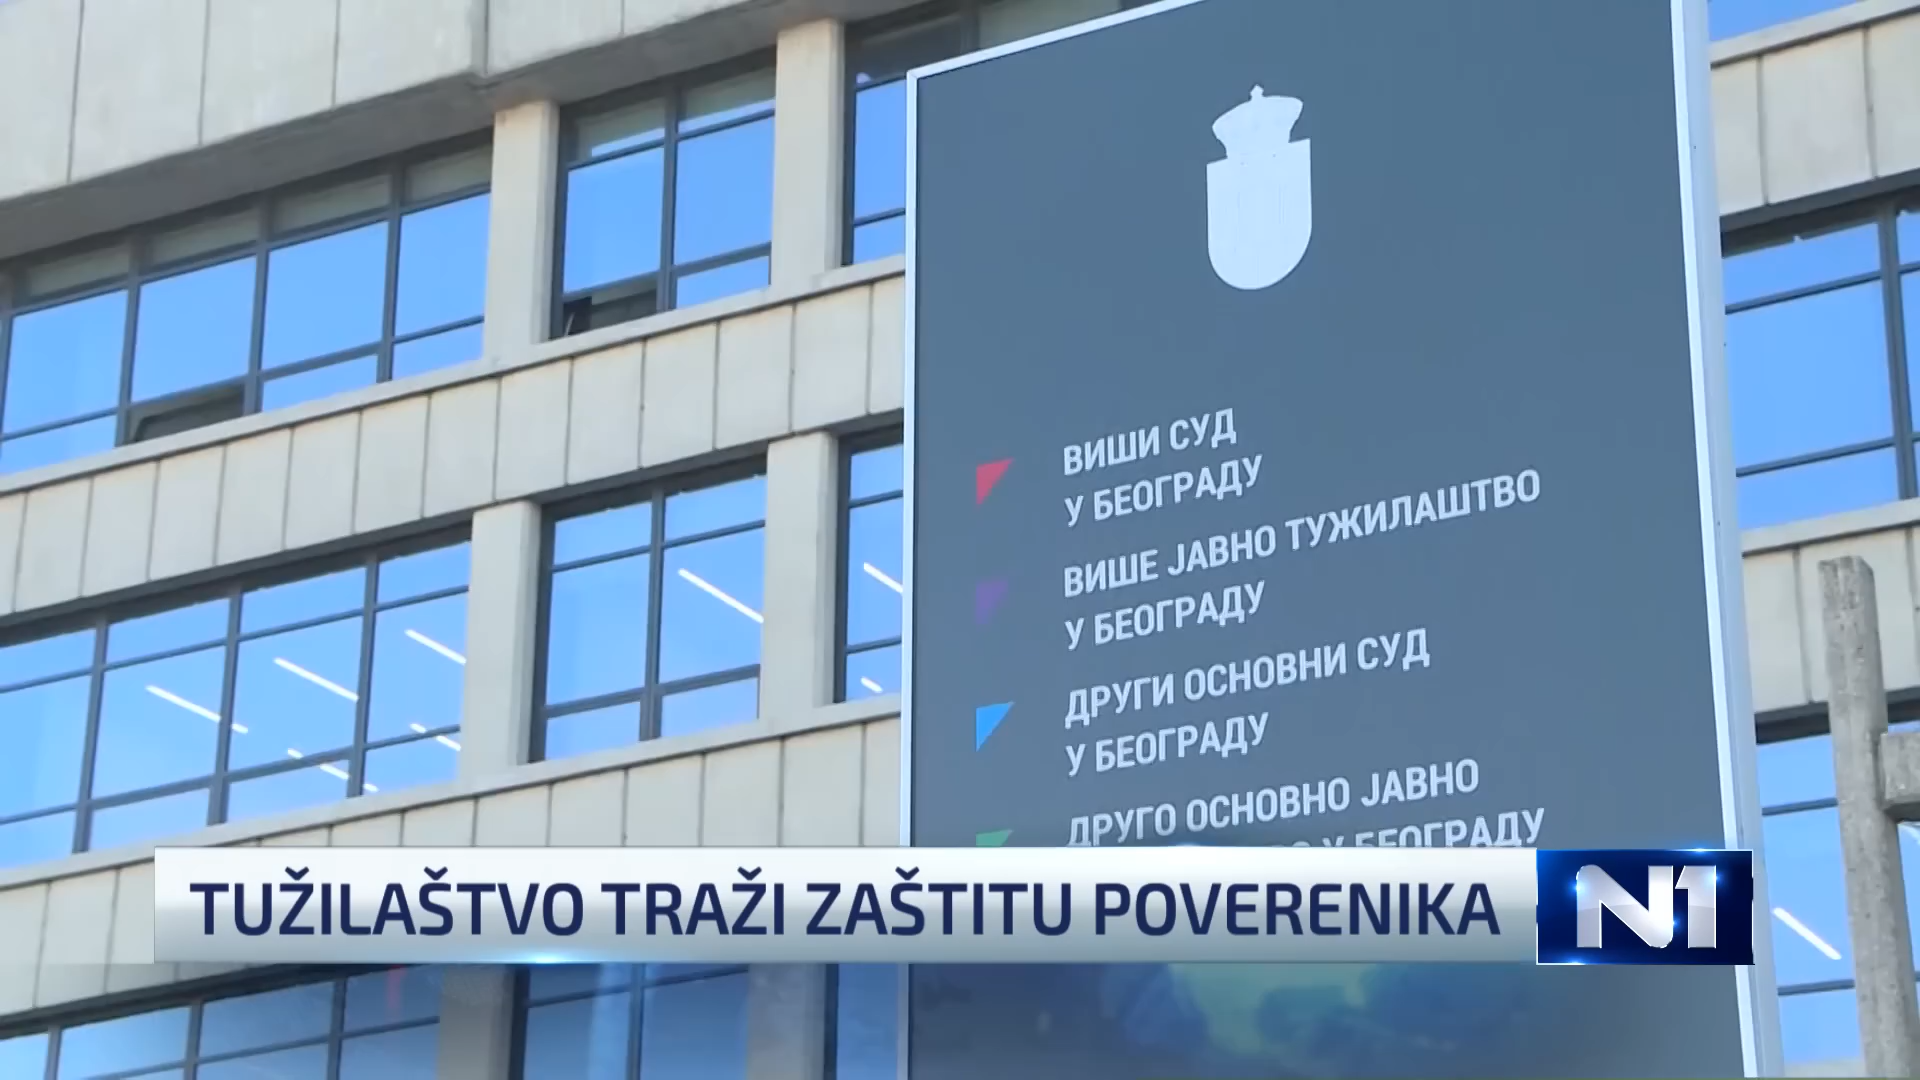 ВИШИ СУД
У БЕОГРАДУ
ВИШЕ ЈАВНО ТУЖИЛАШТВО
У БЕОГРАДУ
ДРУГИ ОСНОВНИ СУД
У БЕОГРАДУ
ДРУГО ОСНОВНО ЈАВНО
У БЕОГРАДУ
TUŽILAŠTVO TRAŽI ZAŠTITU POVERENIKA
N1